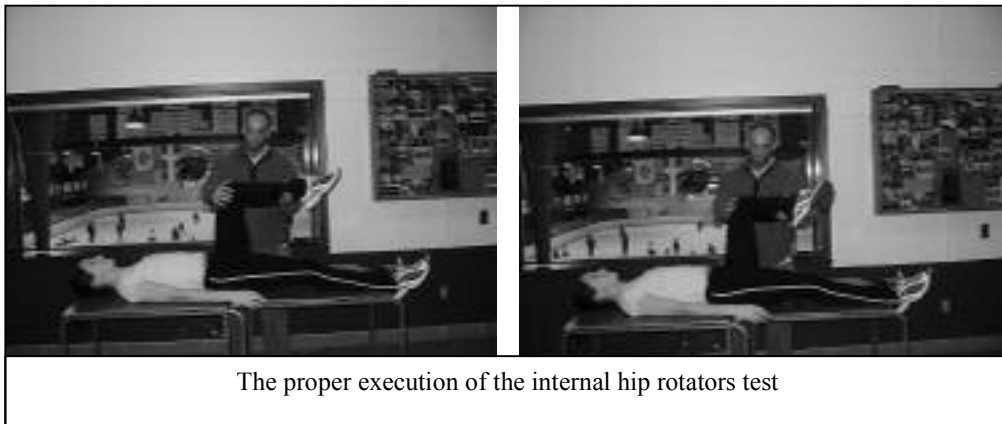 The proper execution of the internal hip rotators test